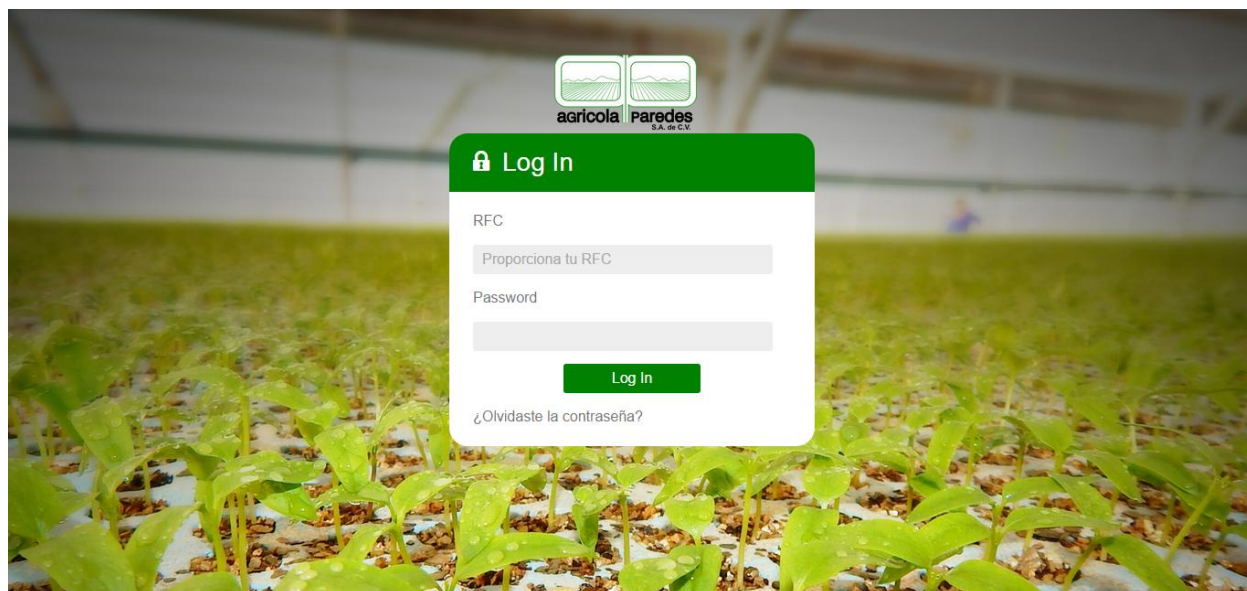 agricola Paredes
S.A. de C.V.
Log In
RFC
Proporciona tu RFC
Password
Log In
¿Olvidaste la contraseña?